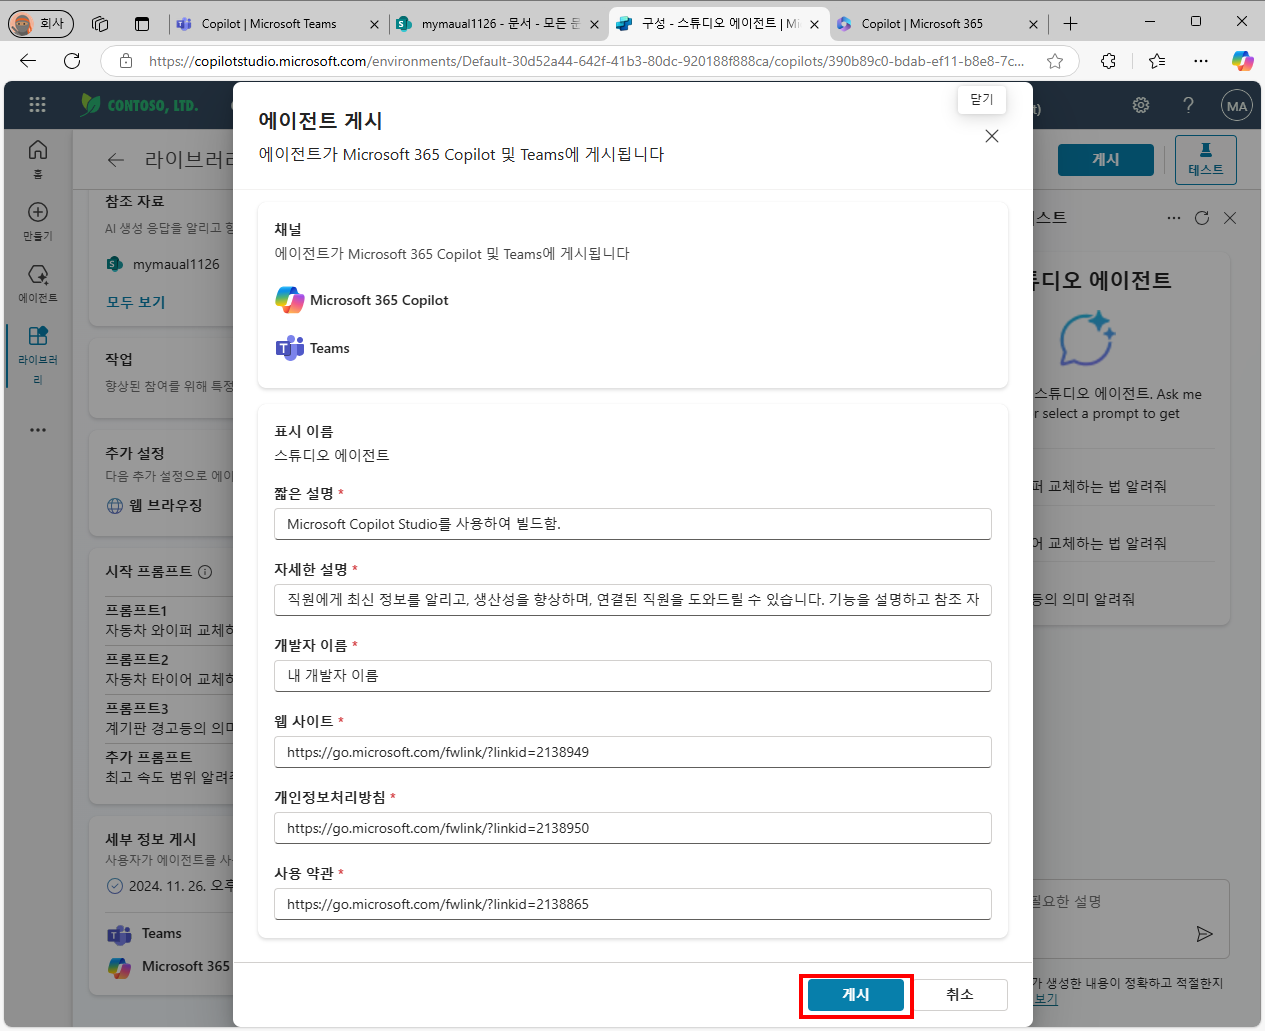 회사
Copilot | Microsoft Teams
mymaual1126 - 문서 - 모든 문
구성 - 스튜디오 에이전트 | Mi
Copilot | Microsoft 365
https://copilotstudio.microsoft.com/environments/Default-30d52a44-642f-41b3-80dc-920188f888ca/copilots/390b89c0-bdab-ef11-b8e8-7c...
CONTOSO, LTD.
MA
닫기
홈
만들기
에이전트
라이브러
리
라이브러리
게시
테스트
참조 자료
AI 생성 응답을 알리고 향
mymaual1126
모두 보기
작업
향상된 참여를 위해 특정
추가 설정
다음 추가 설정으로 에이
웹 브라우징
시작 프롬프트
프롬프트1
자동차 와이퍼 교체하
프롬프트2
자동차 타이어 교체하
프롬프트3
계기판 경고등의 의미
추가 프롬프트
최고 속도 범위 알려주
세부 정보 게시
사용자가 에이전트를 사
2024. 11. 26. 오후
Teams
Microsoft 365
에이전트 게시
에이전트가 Microsoft 365 Copilot 및 Teams에 게시됩니다
채널
에이전트가 Microsoft 365 Copilot 및 Teams에 게시됩니다
Microsoft 365 Copilot
Teams
표시 이름
스튜디오 에이전트
짧은 설명 *
Microsoft Copilot Studio를 사용하여 빌드함.
자세한 설명 *
직원에게 최신 정보를 알리고, 생산성을 향상하며, 연결된 직원을 도와드릴 수 있습니다. 기능을 설명하고 참조 자
개발자 이름 *
내 개발자 이름
웹 사이트 *
https://go.microsoft.com/fwlink/?linkid=2138949
개인정보처리방침 *
https://go.microsoft.com/fwlink/?linkid=2138950
사용 약관 *
https://go.microsoft.com/fwlink/?linkid=2138865
게시
취소
스트
튜디오 에이전트
스튜디오 에이전트. Ask me
r select a prompt to get
퍼 교체하는 법 알려줘
어 교체하는 법 알려줘
등의 의미 알려줘
필요한 설명
가 생성한 내용이 정확하고 적절한지
보기